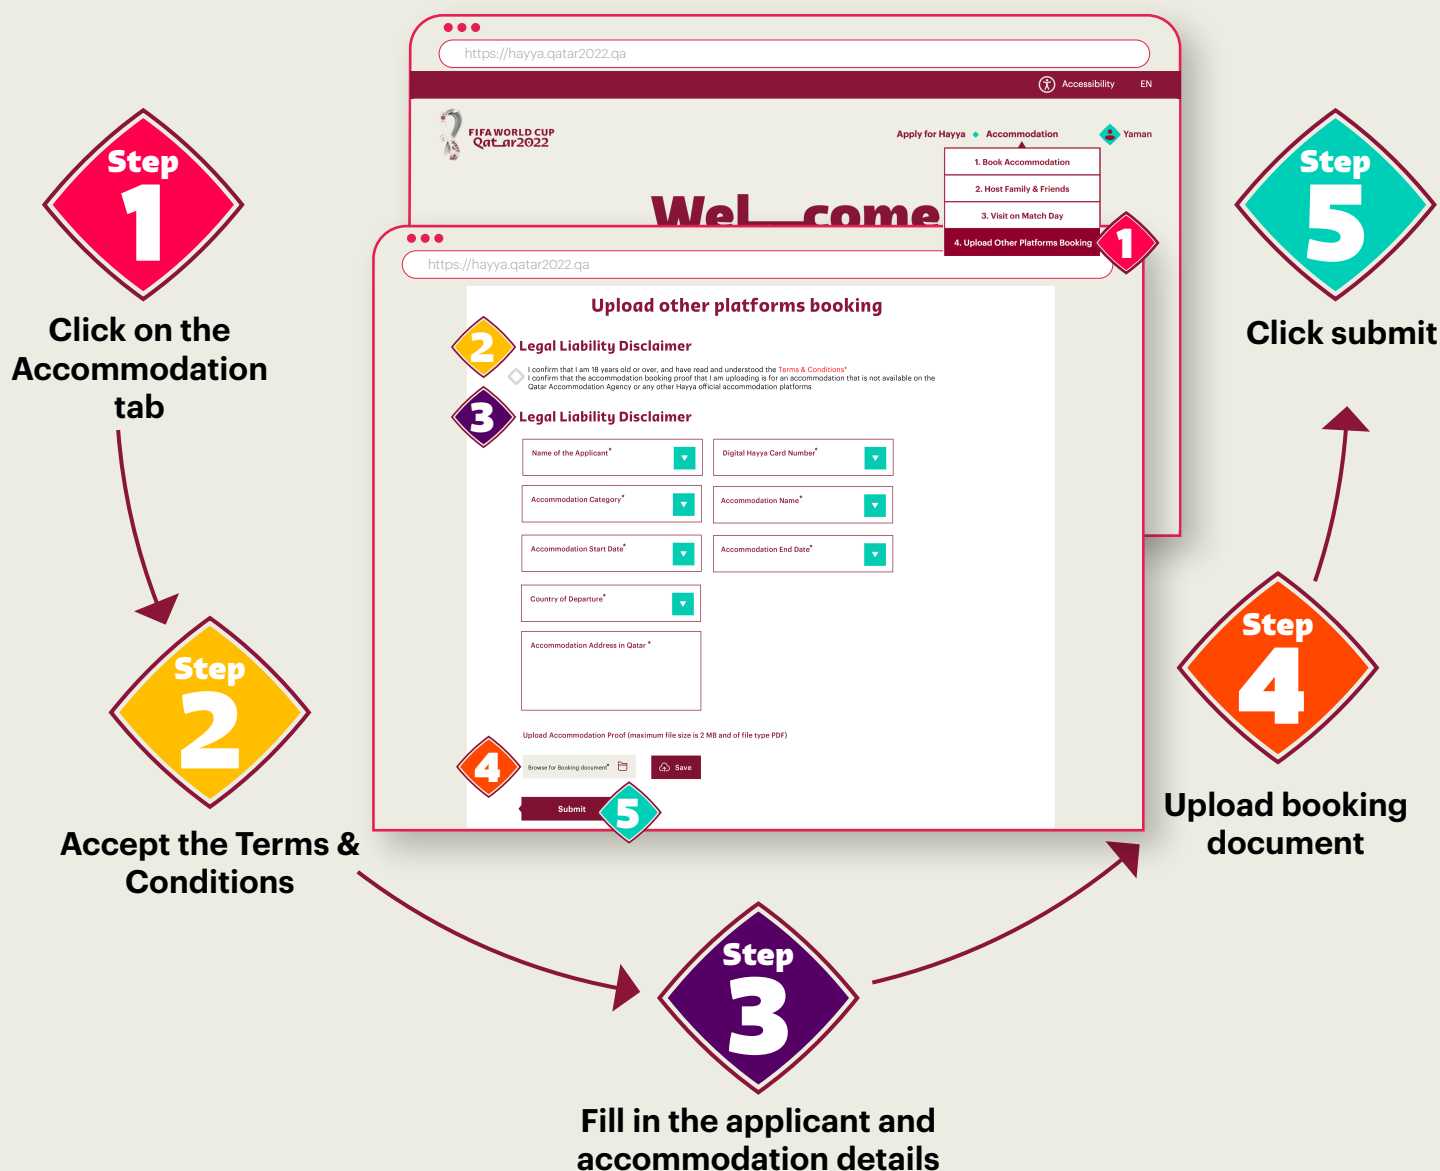 https://hayya.qatar2022.qa
Accessibility EN
FIFA WORLD CUP
Qatar2022
Apply for Hayya Accommodation Yaman
1. Book Accommodation
2. Host Family & Friends
3. Visit on Match Day
4. Upload Other Platforms Booking
1
Welcome
https://hayya.qatar2022.qa
Upload other platforms booking
2
Legal Liability Disclaimer
I confirm that I am 18 years old or over, and have read and understood the Terms & Conditions*
I confirm that the accommodation booking proof that I am uploading is for an accommodation that is not available on the
Qatar Accommodation Agency or any other Hayya official accommodation platforms
3
Legal Liability Disclaimer
Name of the Applicant* Digital Hayya Card Number*
Accommodation Category* Accommodation Name*
Accommodation Start Date* Accommodation End Date*
Country of Departure*
Accommodation Address in Qatar *
Upload Accommodation Proof (maximum file size is 2 MB and of file type PDF)
4
Browse for Booking document* Save
Submit
5
Step
1
Click on the
Accommodation
tab
Step
2
Accept the Terms &
Conditions
Step
3
Fill in the applicant and
accommodation details
Step
4
Upload booking
document
Step
5
Click submit